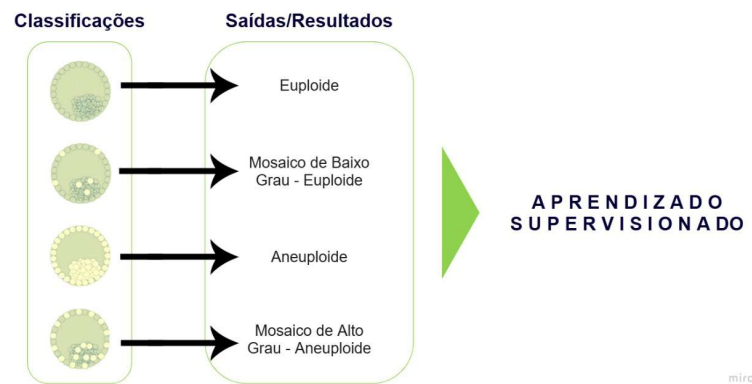 Classificações
Saídas/Resultados
Euploide
Mosaico de Baixo
Grau - Euploide
Aneuploide
Mosaico de Alto
Grau - Aneuploide
APRENDIZADO
SUPERVISIONADO